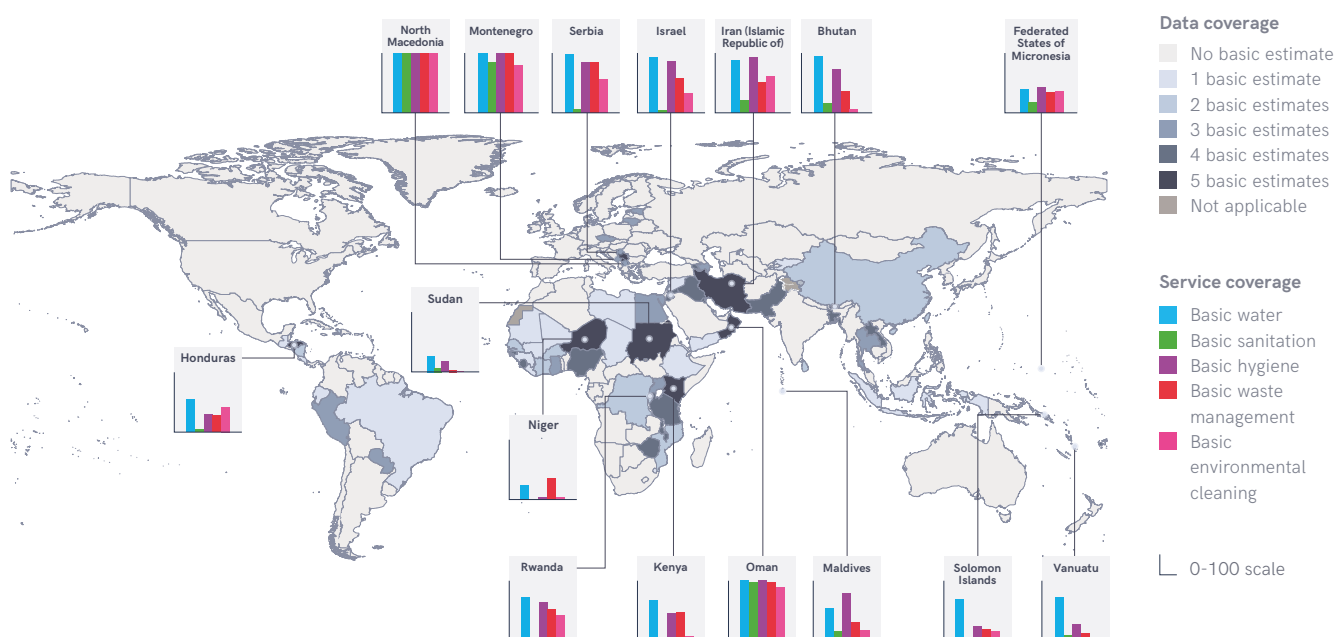 North
Macedonia
Montenegro
Serbia
Israel
Iran (Islamic
Republic of)
Bhutan
Federated
States of
Micronesia
Data coverage
No basic estimate
1 basic estimate
2 basic estimates
3 basic estimates
4 basic estimates
5 basic estimates
Not applicable
Service coverage
Basic water
Basic sanitation
Basic hygiene
Basic waste
management
Basic
environmental
cleaning
0-100 scale
Sudan
Honduras
Niger
Rwanda
Kenya
Oman
Maldives
Solomon
Islands
Vanuatu